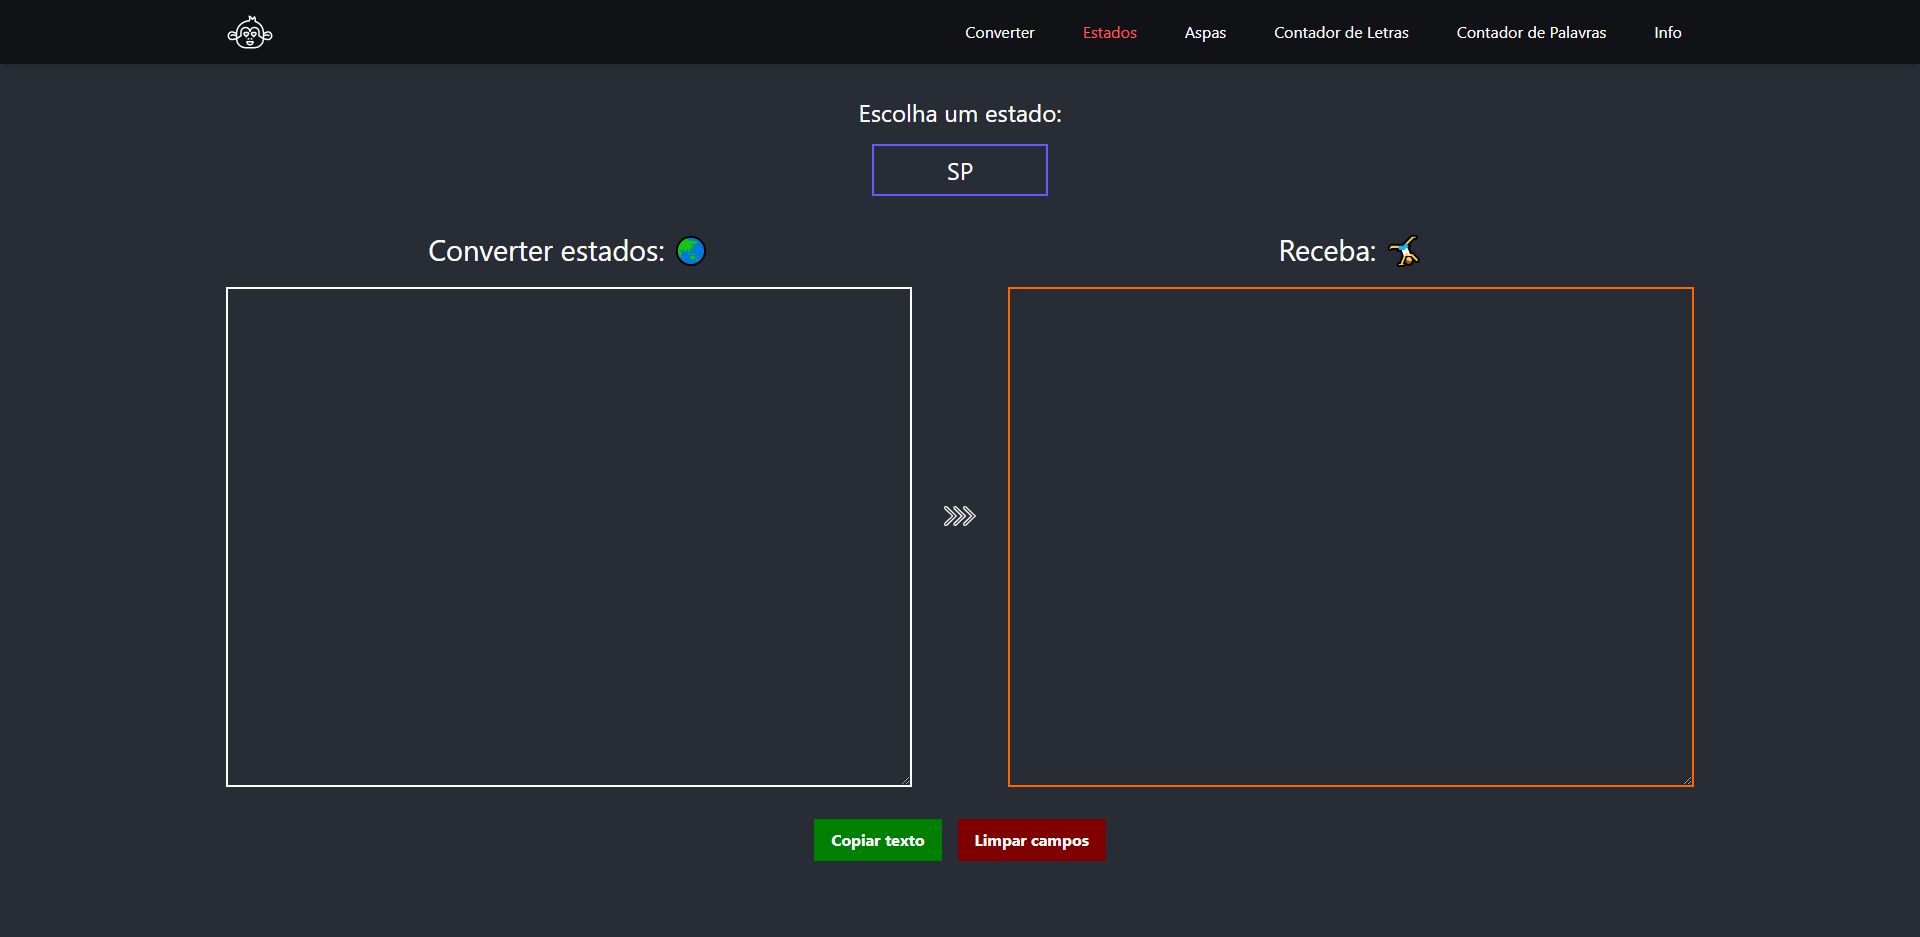 Converter Estados Aspas Contador de Letras Contador de Palavras Info
Escolha um estado:
SP
Converter estados:
Receba:
Copiar texto
Limpar campos